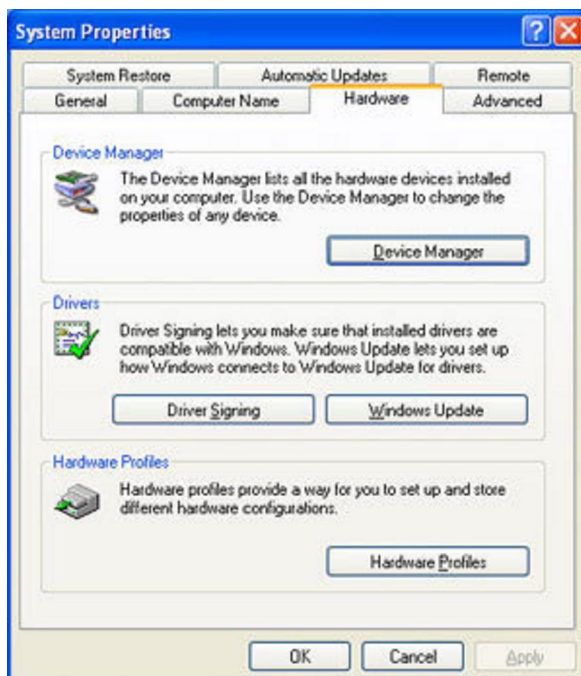 System Properties
System Restore Automatic Updates Remote
General Computer Name Hardware Advanced
Device Manager
The Device Manager lists all the hardware devices installed
on your computer. Use the Device Manager to change the
properties of any device.
Device Manager
Drivers
Driver Signing lets you make sure that installed drivers are
compatible with Windows. Windows Update lets you set up
how Windows connects to Windows Update for drivers.
Driver Signing Windows Update
Hardware Profiles
Hardware profiles provide a way for you to set up and store
different hardware configurations.
Hardware Profiles
OK Cancel Apply